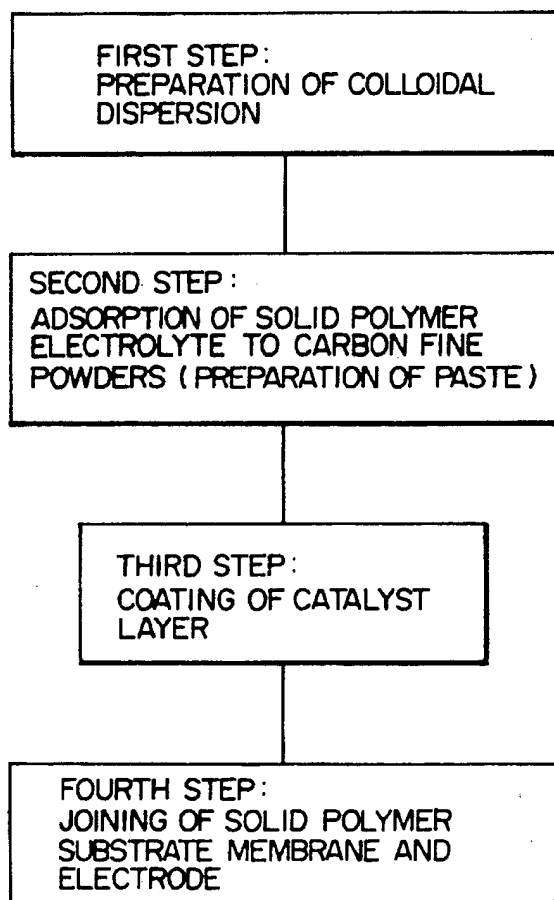 FIRST STEP:
PREPARATION OF COLLOIDAL
DISPERSION
SECOND STEP:
ADSORPTION OF SOLID POLYMER
ELECTROLYTE TO CARBON FINE
POWDERS (PREPARATION OF PASTE)
THIRD STEP:
COATING OF CATALYST
LAYER
FOURTH STEP:
JOINING OF SOLID POLYMER
SUBSTRATE MEMBRANE AND
ELECTRODE